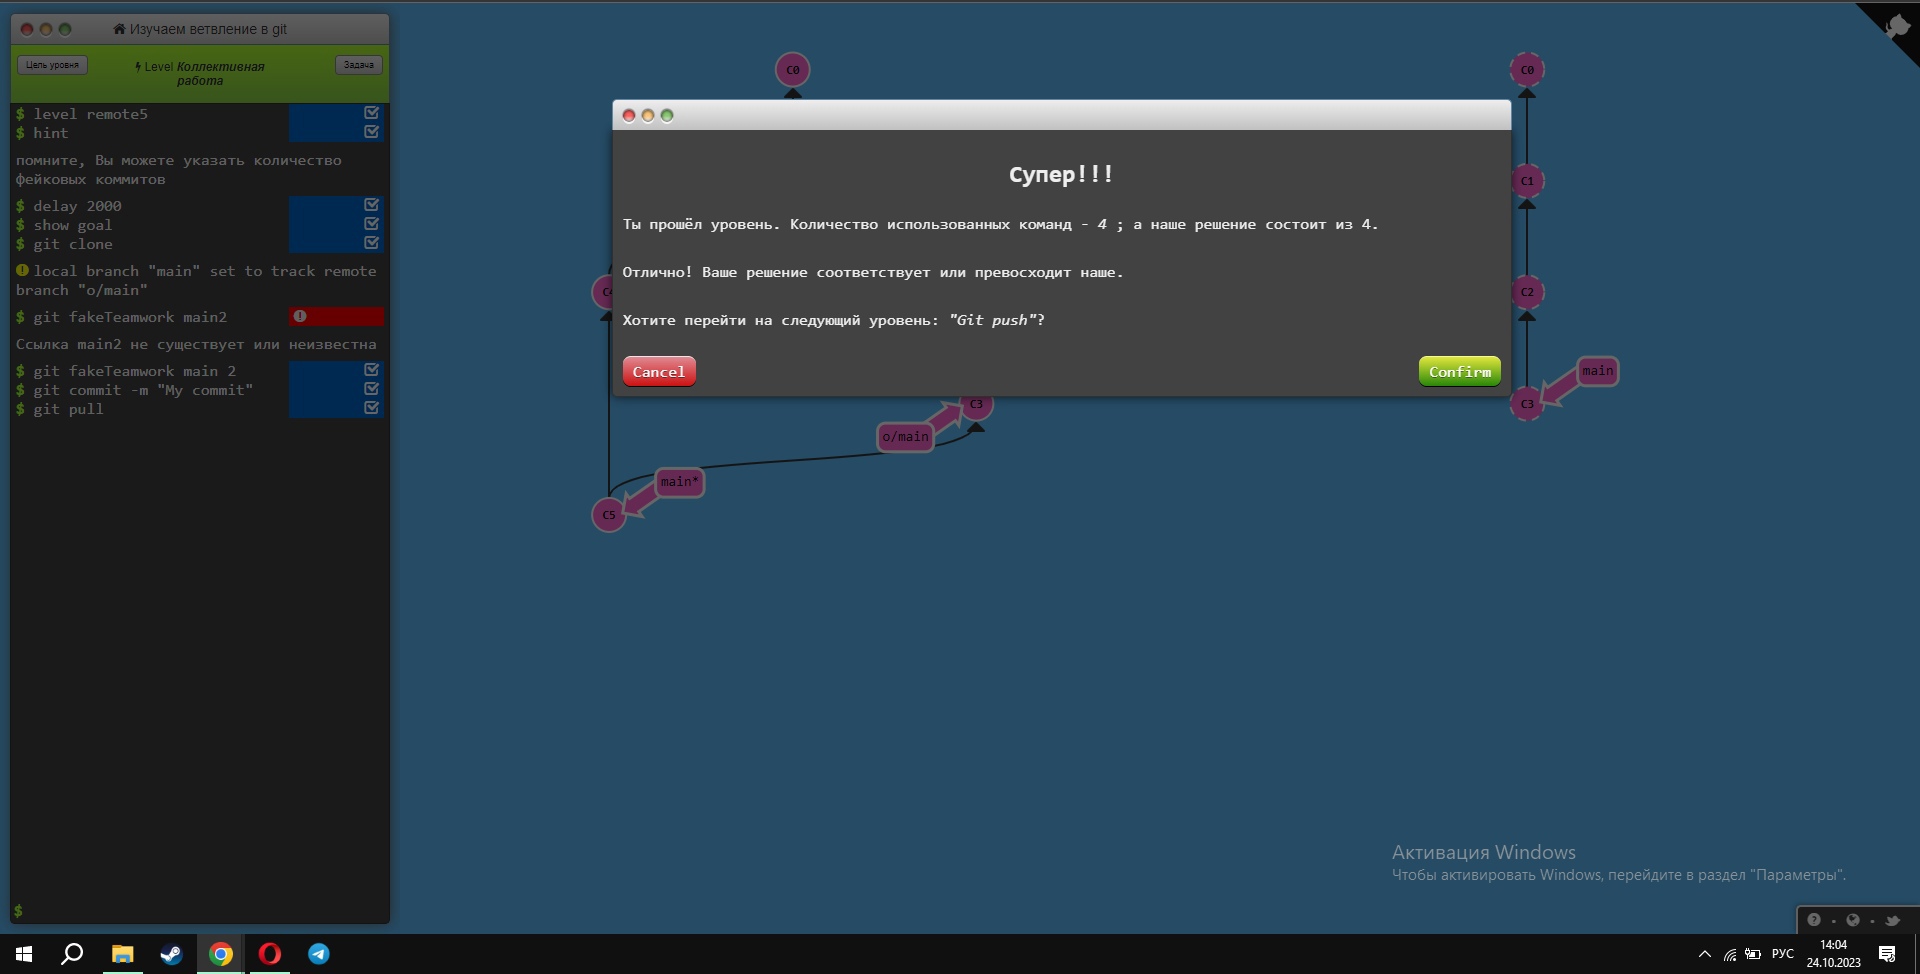 Изучаем ветвление в git
Цель уровня
Level Коллективная работа
Задача
$ level remote5
$ hint
помните, Вы можете указать количество
фейковых коммитов
$ delay 2000
$ show goal
$ git clone
local branch "main" set to track remote
branch "o/main"
$ git fakeTeamwork main2
Ссылка main2 не существует или неизвестна
$ git fakeTeamwork main 2
$ git commit -m "My commit"
$ git pull
$
C0
Супер!!!
Ты прошёл уровень. Количество использованных команд - 4 ; а наше решение состоит из 4.
Отлично! Ваше решение соответствует или превосходит наше.
Хотите перейти на следующий уровень: "Git push"?
Cancel
Confirm
C3
o/main
main*
C5
C0
C1
C2
main
C3
Активация Windows
Чтобы активировать Windows, перейдите в раздел "Параметры".
РУС
14:04
24.10.2023